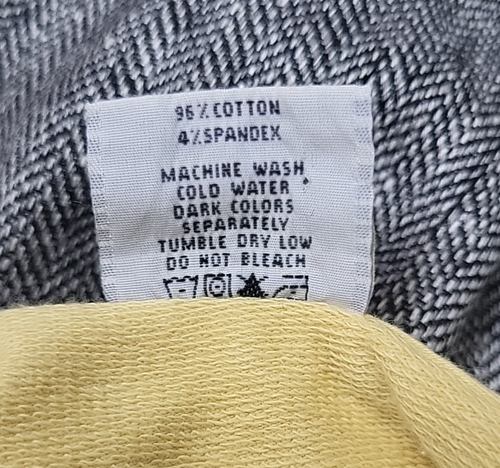 96% COTTON
4% SPANDEX
MACHINE WASH
COLD WATER
DARK COLORS
SEPARATELY
TUMBLE DRY LOW
DO NOT BLEACH